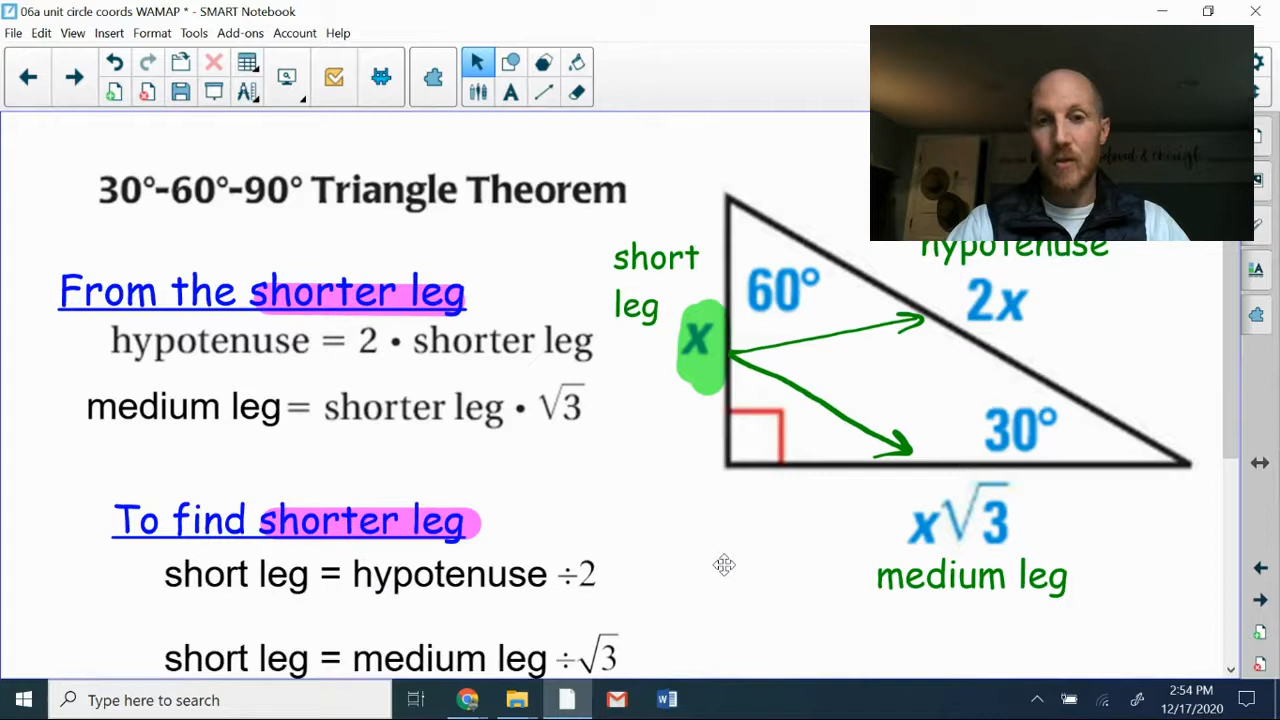 06a unit circle coords WAMAP * - SMART Notebook
File Edit View Insert Format Tools Add-ons Account Help
30°-60°-90° Triangle Theorem
From the shorter leg
hypotenuse = 2 • shorter leg
medium leg = shorter leg • √3
To find shorter leg
short leg = hypotenuse ÷2
short leg = medium leg ÷√3
short
leg
x
60°
hypotenuse
2x
30°
x√3
medium leg
& enough
Type here to search
2:54 PM
12/17/2020